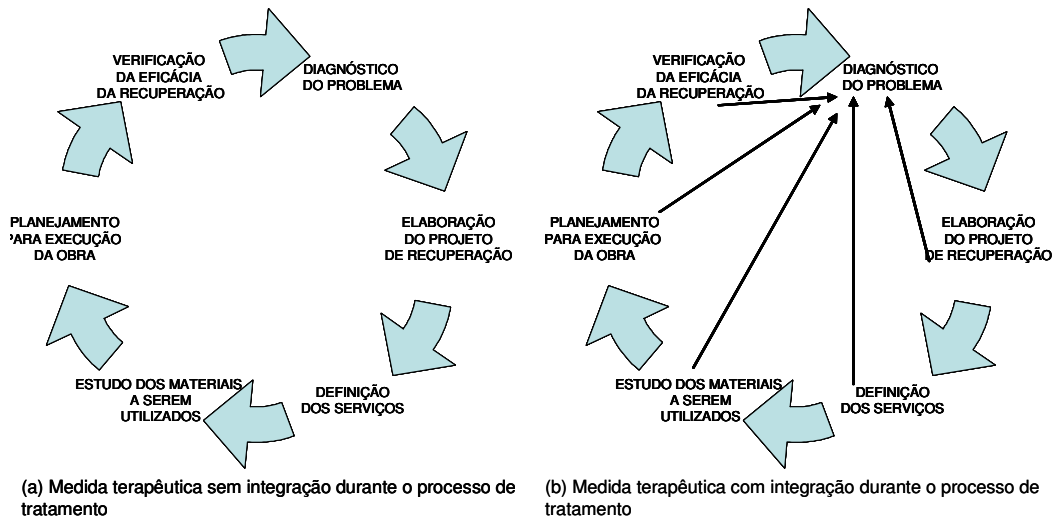 VERIFICAÇÃO
DA EFICÁCIA
DA RECUPERAÇÃO
DIAGNÓSTICO
DO PROBLEMA
ELABORAÇÃO
DO PROJETO
DE RECUPERAÇÃO
DEFINIÇÃO
DOS SERVIÇOS
ESTUDO DOS MATERIAIS
A SEREM
UTILIZADOS
PLANEJAMENTO
PARA EXECUÇÃO
DA OBRA
(a) Medida terapêutica sem integração durante o processo de
tratamento
VERIFICAÇÃO
DA EFICÁCIA
DA RECUPERAÇÃO
DIAGNÓSTICO
DO PROBLEMA
ELABORAÇÃO
DO PROJETO
DE RECUPERAÇÃO
DEFINIÇÃO
DOS SERVIÇOS
ESTUDO DOS MATERIAIS
A SEREM
UTILIZADOS
PLANEJAMENTO
PARA EXECUÇÃO
DA OBRA
(b) Medida terapêutica com integração durante o processo de
tratamento